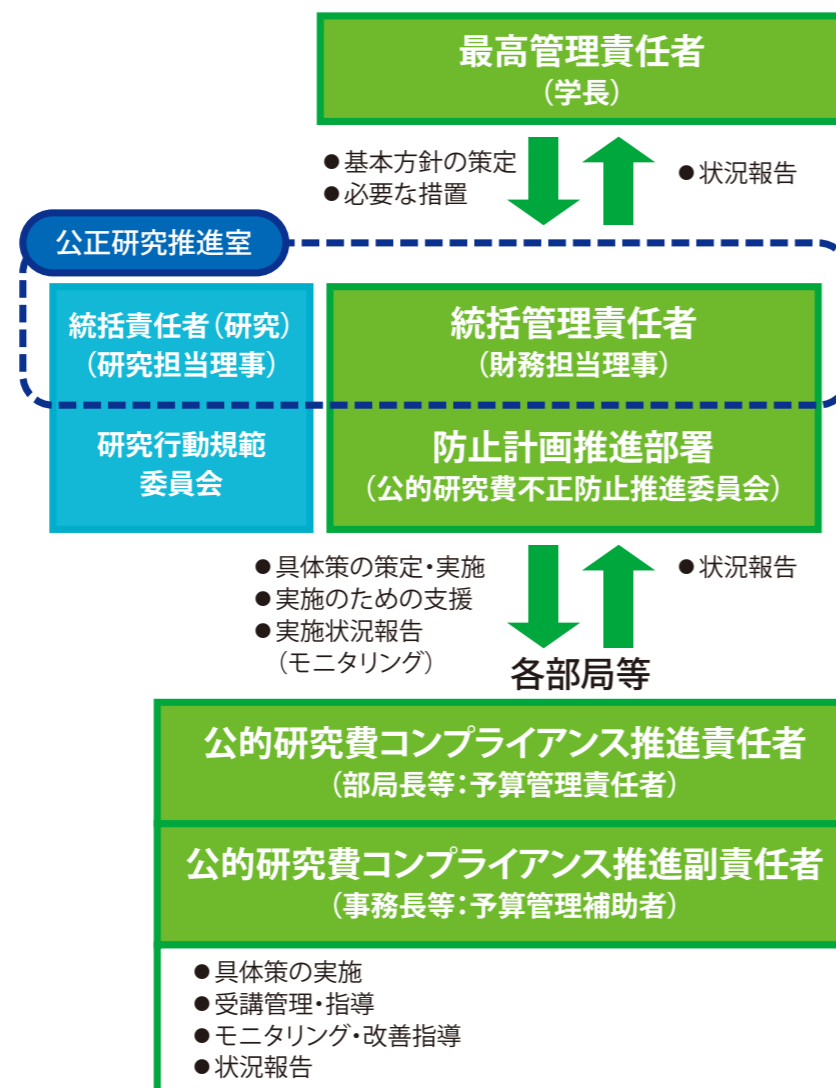 最高管理責任者
（学長）
●基本方針の策定
●必要な措置
●状況報告
公正研究推進室
統括責任者（研究）
（研究担当理事）
統括管理責任者
（財務担当理事）
研究行動規範
委員会
防止計画推進部署
（公的研究費不正防止推進委員会）
●具体策の策定・実施
●実施のための支援
●実施状況報告
（モニタリング）
●状況報告
各部局等
公的研究費コンプライアンス推進責任者
（部局長等：予算管理責任者）
公的研究費コンプライアンス推進副責任者
（事務長等：予算管理補助者）
●具体策の実施
●受講管理・指導
●モニタリング・改善指導
●状況報告